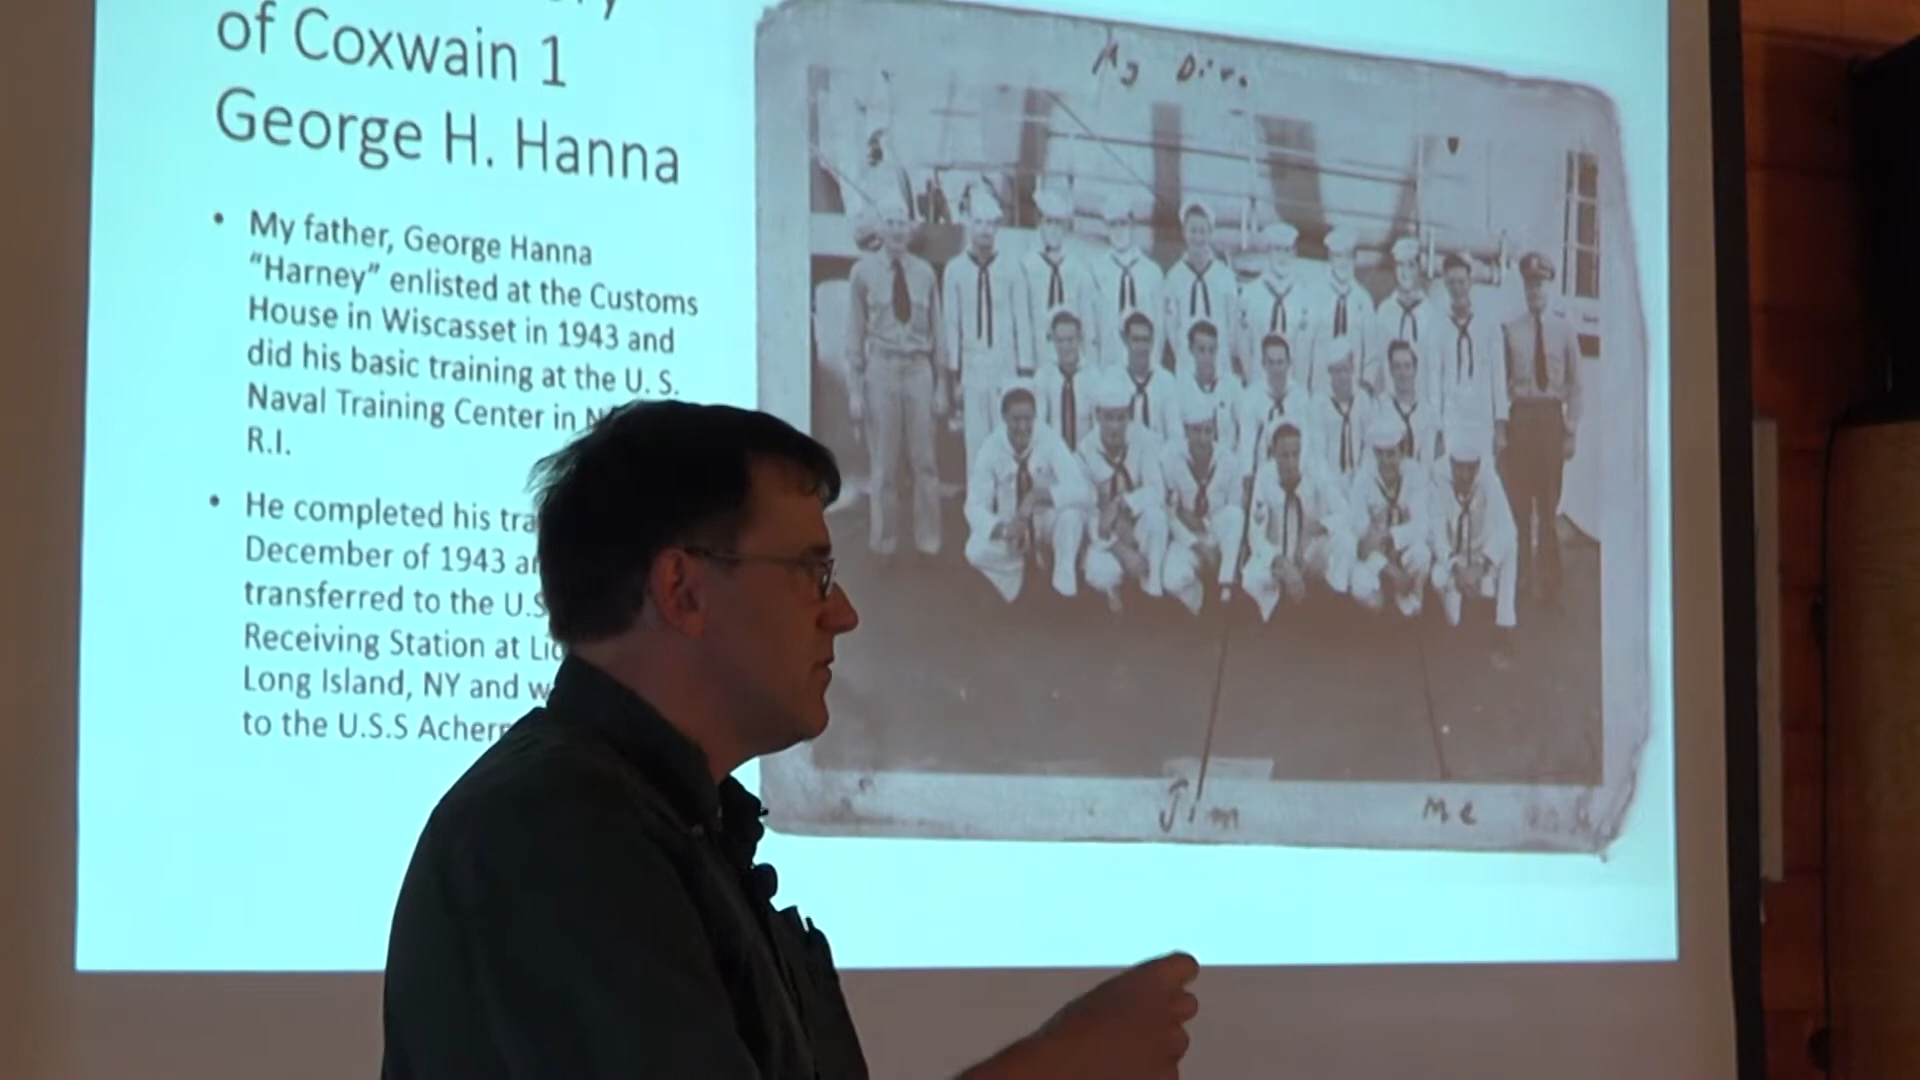 of Coxwain 1
George H. Hanna
• My father, George Hanna
“Harney” enlisted at the Customs
House in Wiscasset in 1943 and
did his basic training at the U. S.
Naval Training Center in
R.I.
• He completed his
December of 1943
transferred to the U.S
Receiving Station at
Long Island, NY and
to the U.S.S
My Div.
Jim
Me